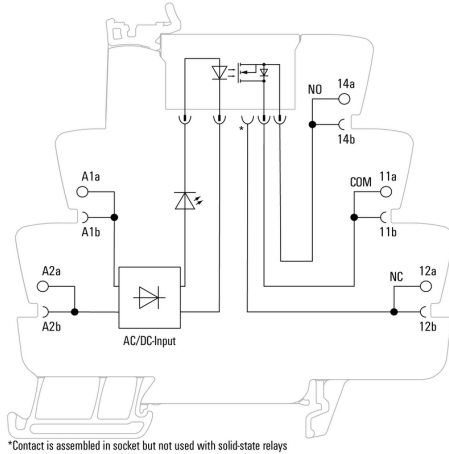 NO
14a
14b
*
COM
11a
11b
A1a
A1b
NC
12a
12b
A2a
A2b
AC/DC-Input
*Contact is assembled in socket but not used with solid-state relays